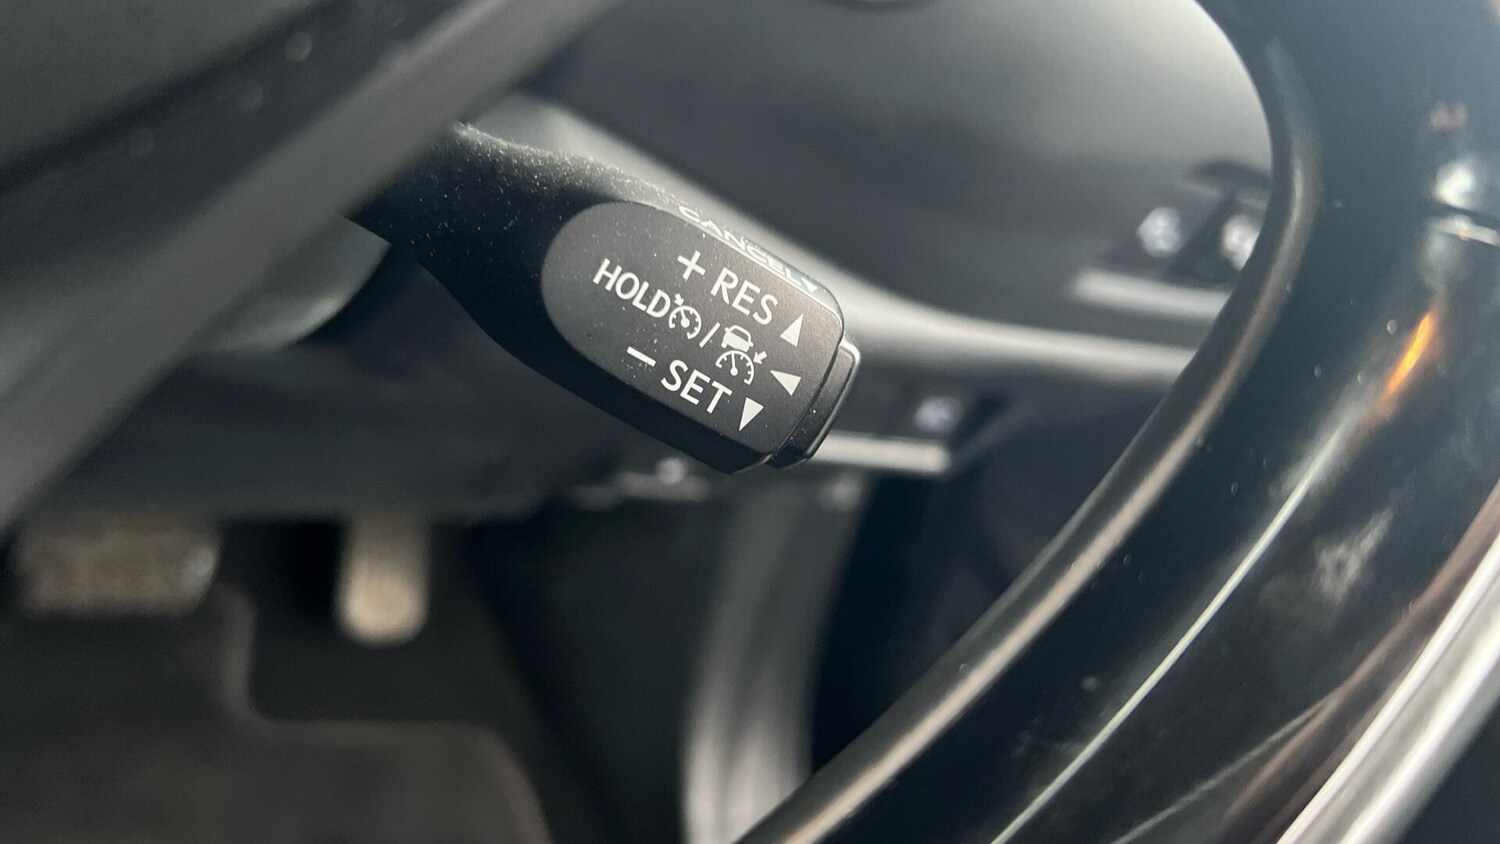 CANCEL
+ RES
HOLD /
− SET